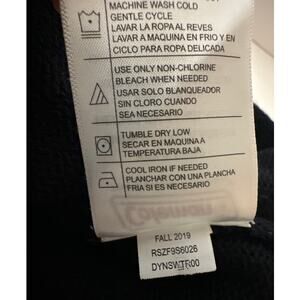 MACHINE WASH COLD
GENTLE CYCLE
LAVAR LA ROPA AL REVES
LAVAR A MAQUINA EN FRIO Y EN
CICLO PARA ROPA DELICADA
USE ONLY NON-CHLORINE
BLEACH WHEN NEEDED
USAR SOLO BLANQUEADOR
SIN CLORO CUANDO
SEA NECESARIO
TUMBLE DRY LOW
SECAR EN MAQUINA A
TEMPERATURA BAJA
COOL IRON IF NEEDED
PLANCHAR CON UNA PLANCHA
FRIA SI ES NECESARIO
FALL 2019
RSZF9S6026
DYNSWTR00